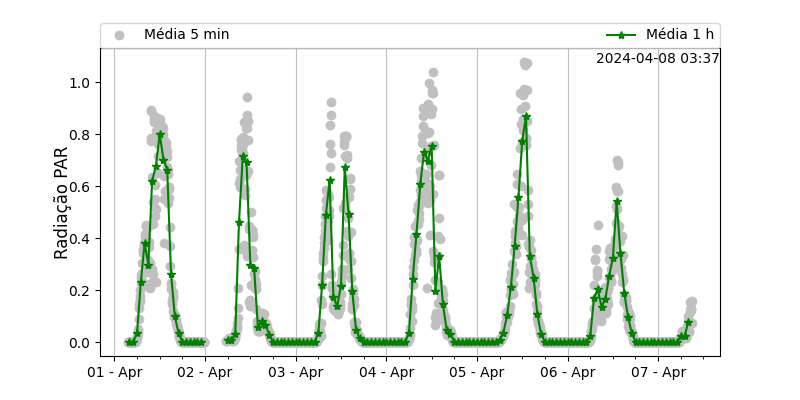 Média 5 min
Média 1 h
2024-04-08 03:37
Radiação PAR
1.0
0.8
0.6
0.4
0.2
0.0
01 - Apr
02 - Apr
03 - Apr
04 - Apr
05 - Apr
06 - Apr
07 - Apr